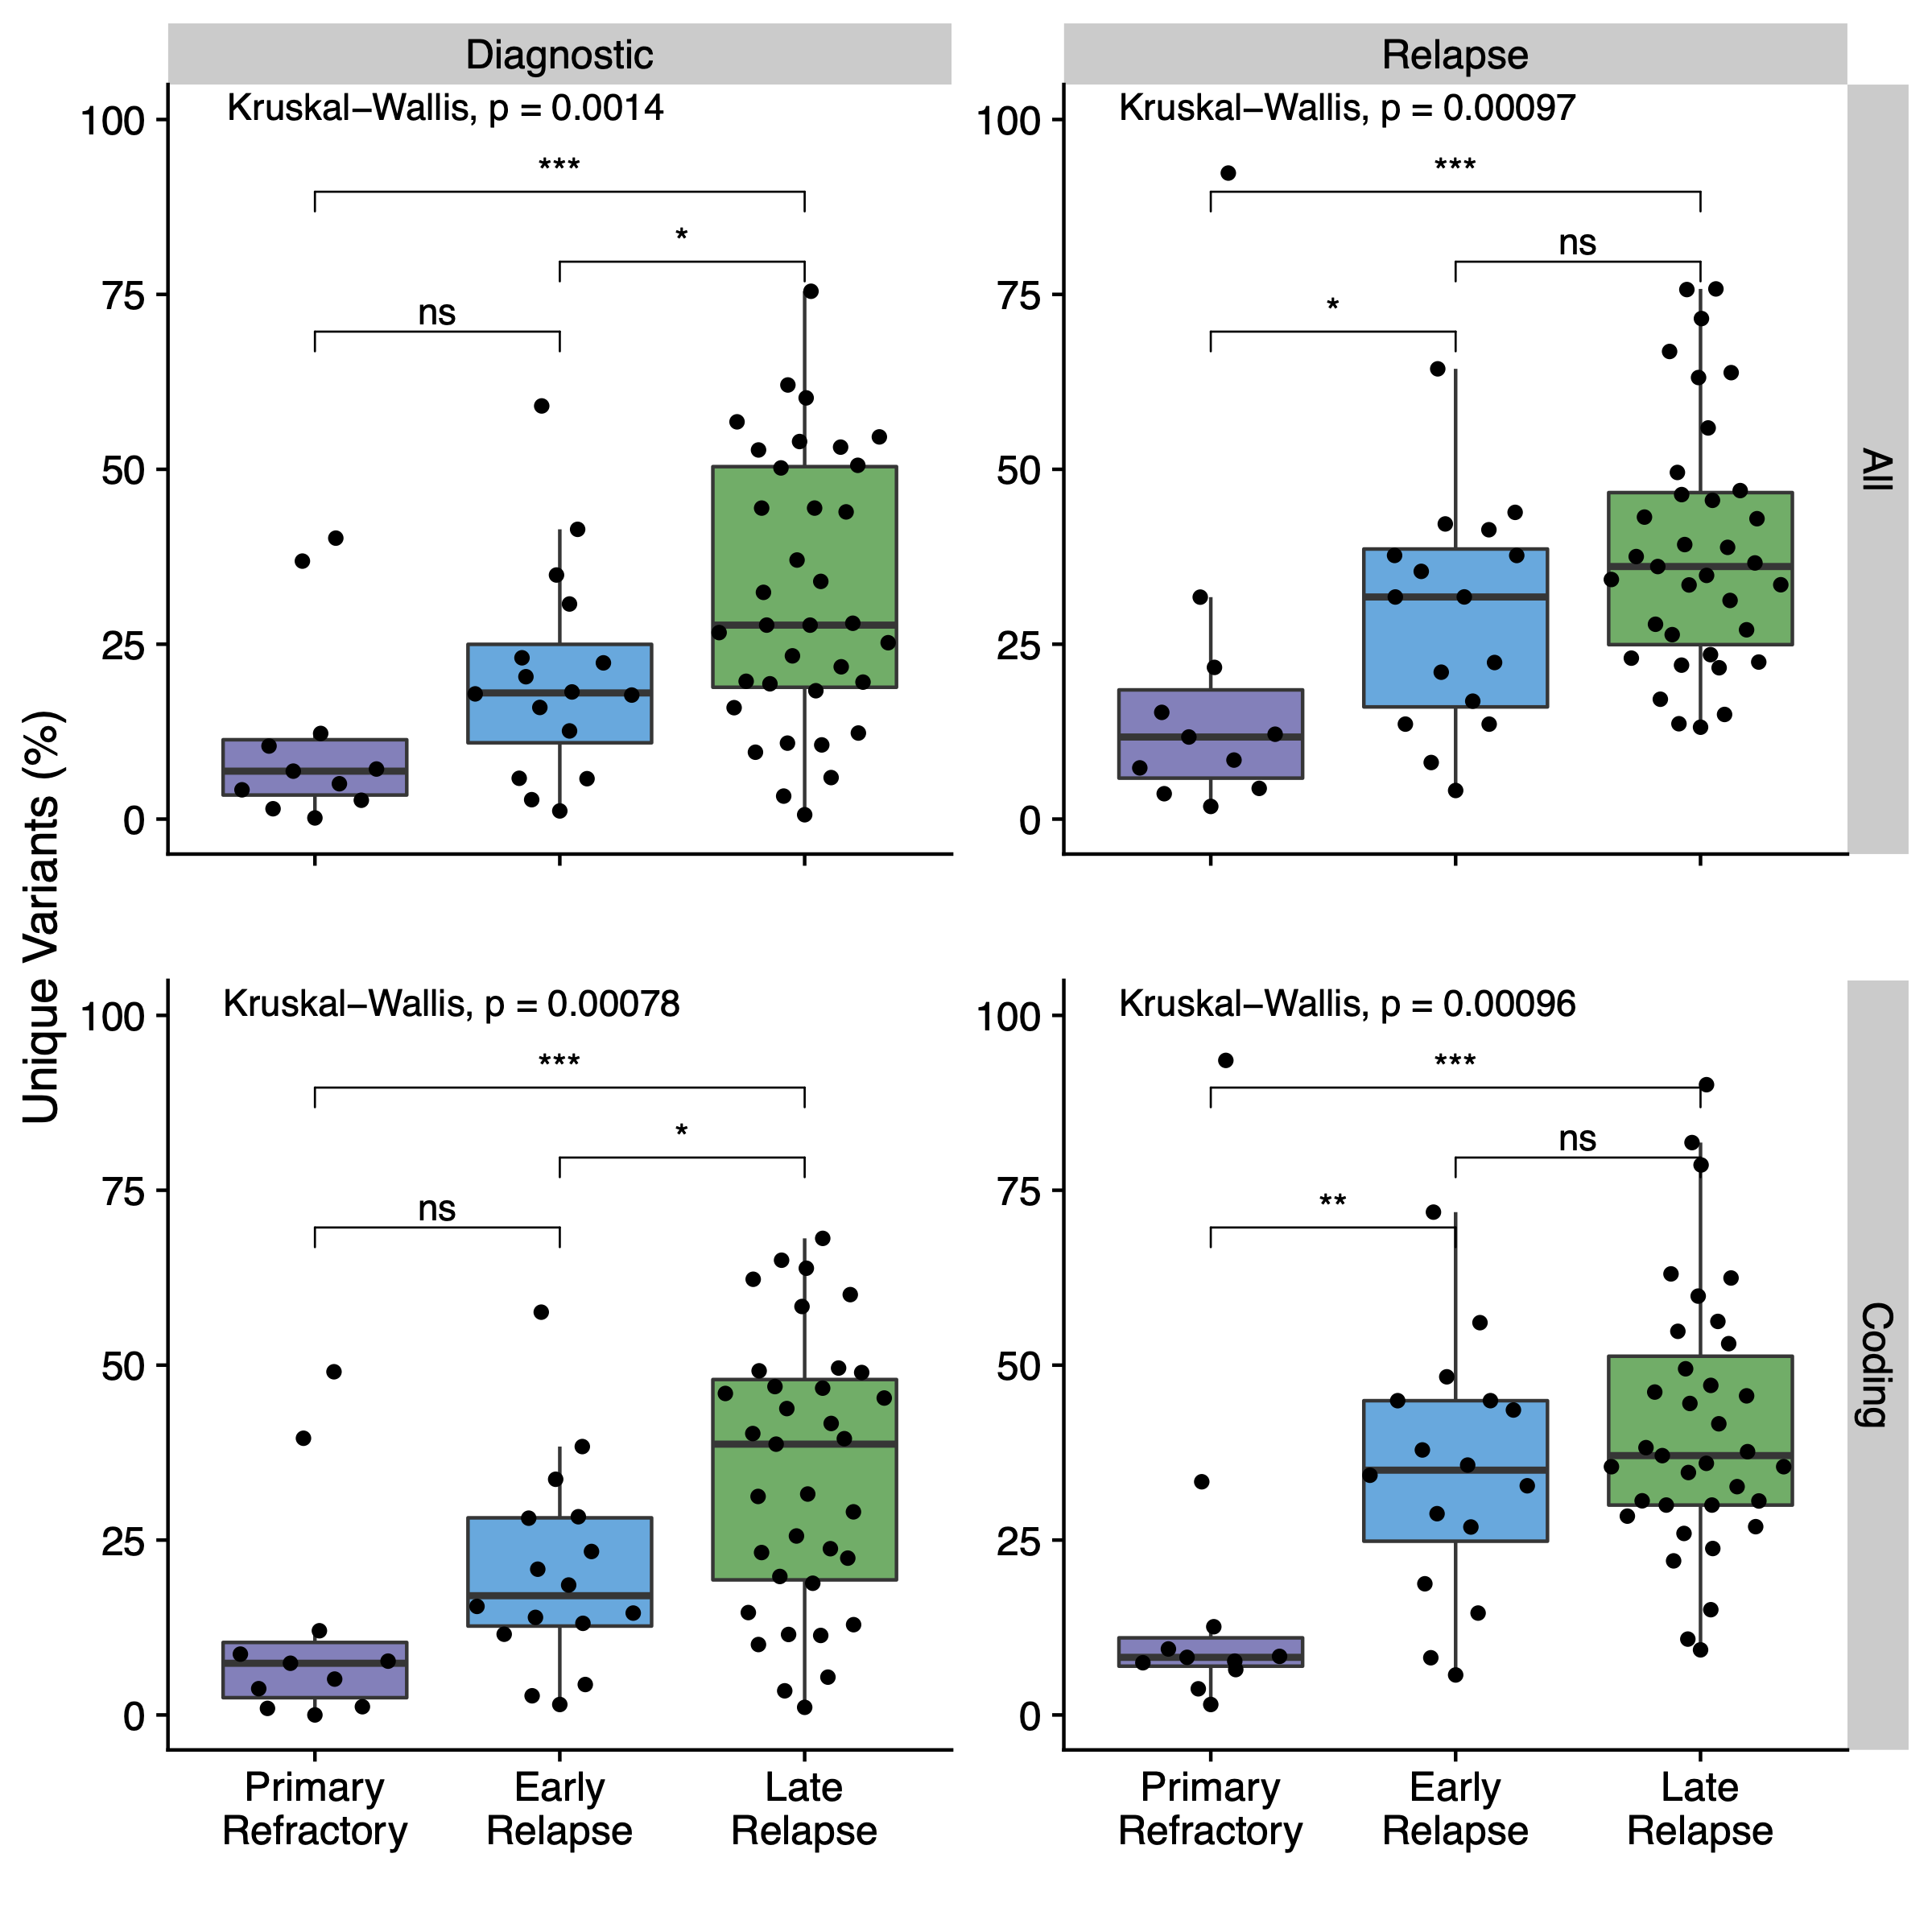 Diagnostic
Relapse
Kruskal−Wallis, p = 0.0014
***
*
ns
100
75
50
25
0
Kruskal−Wallis, p = 0.00097
***
ns
*
100
75
50
25
0
All
Unique Variants (%)
Kruskal−Wallis, p = 0.00078
***
*
ns
100
75
50
25
0
Primary
Refractory
Early
Relapse
Late
Relapse
Kruskal−Wallis, p = 0.00096
***
ns
**
100
75
50
25
0
Primary
Refractory
Early
Relapse
Late
Relapse
Coding